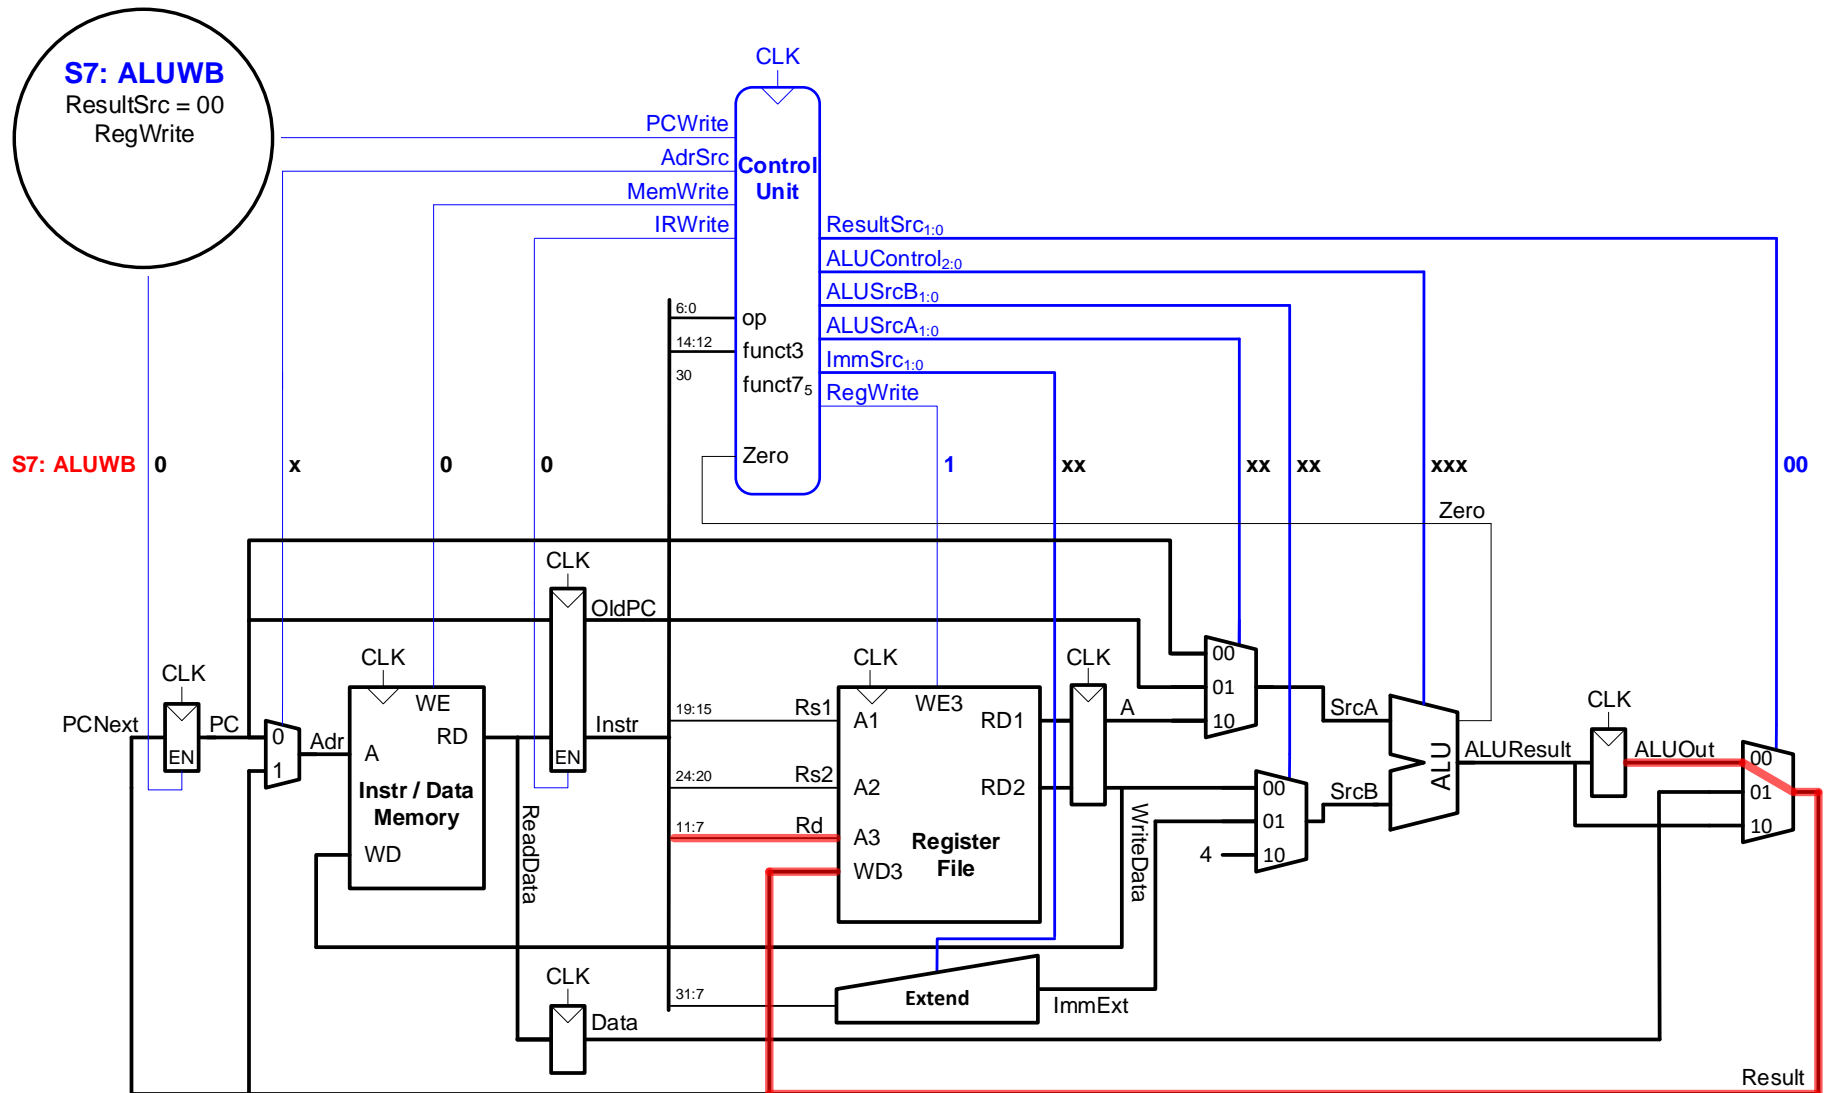 S7: ALUWB
ResultSrc = 00
RegWrite
CLK
PCWrite
AdrSrc
MemWrite
IRWrite
Control
Unit
ResultSrc1:0
ALUControl2:0
ALUSrcB1:0
ALUSrcA1:0
ImmSrc1:0
RegWrite
6:0
op
14:12
funct3
30
funct75
Zero
S7: ALUWB 0 x 0 0 1 xx xx xx xxx 00
Zero
CLK
OldPC
CLK
PCNext
EN
PC
0
1
Adr
CLK
WE
A
RD
Instr / Data
Memory
WD
ReadData
EN
Instr
19:15
Rs1
24:20
Rs2
11:7
Rd
31:7
CLK
WE3
A1
RD1
A2
RD2
A3
WD3
Register
File
CLK
A
WriteData
00
01
10
SrcA
00
01
4
10
SrcB
ALU
ALUResult
CLK
ALUOut
00
01
10
Extend
ImmExt
CLK
Data
Result